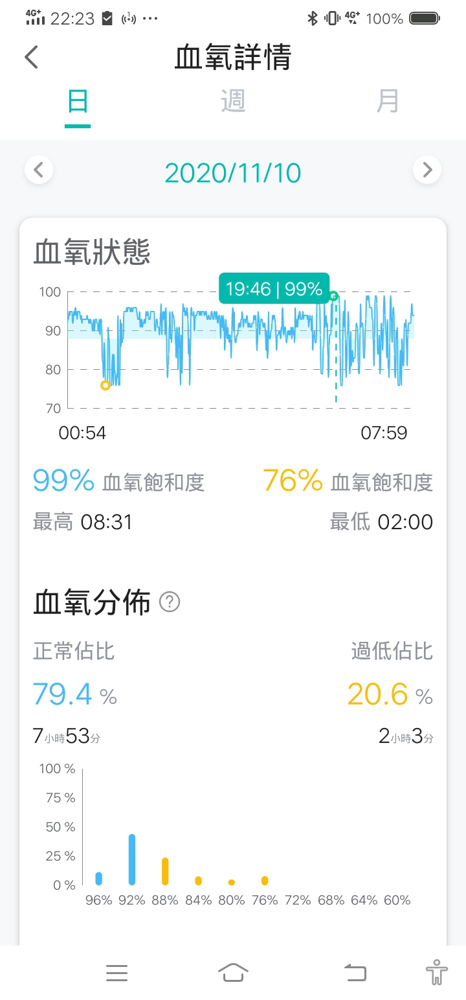 4G+ 22:23 4G+ 100%
血氧詳情
日 週 月
2020/11/10
血氧狀態
19:46 | 99%
100
90
80
70
00:54 07:59
99% 血氧飽和度 76% 血氧飽和度
最高 08:31 最低 02:00
血氧分佈 ?
正常佔比 過低佔比
79.4 % 20.6 %
7小時53分 2小時3分
100 %
75 %
50 %
25 %
0 %
96% 92% 88% 84% 80% 76% 72% 68% 64% 60%